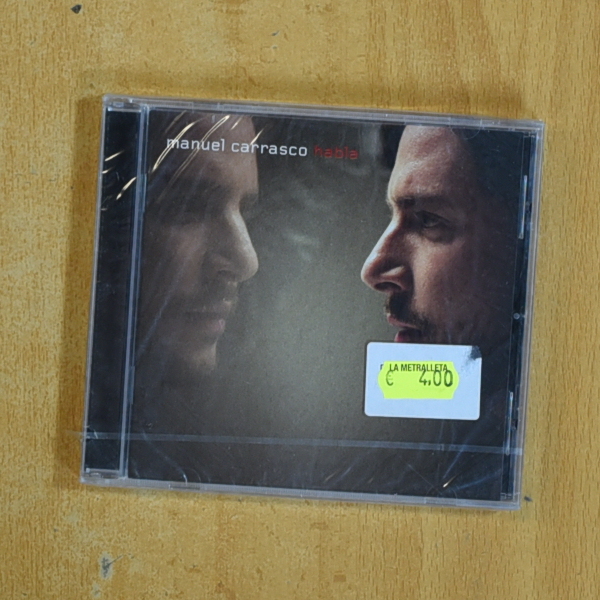 manuel carrasco habla
LA METRALLETA
€ 4,00